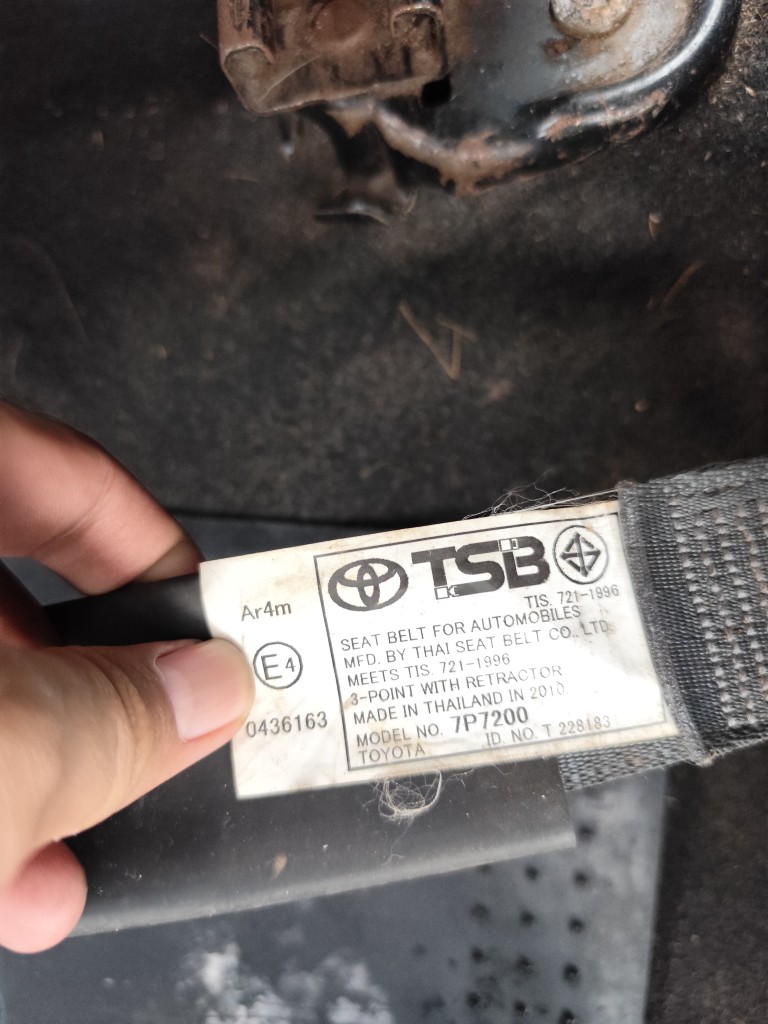 Ar4m
E4
0436163
TSB
TIS. 721-1996
SEAT BELT FOR AUTOMOBILES
MFD. BY THAI SEAT BELT CO., LTD.
MEETS TIS. 721-1996
3-POINT WITH RETRACTOR
MADE IN THAILAND IN 2010.
MODEL NO. 7P7200
TOYOTA ID. NO. T 228183